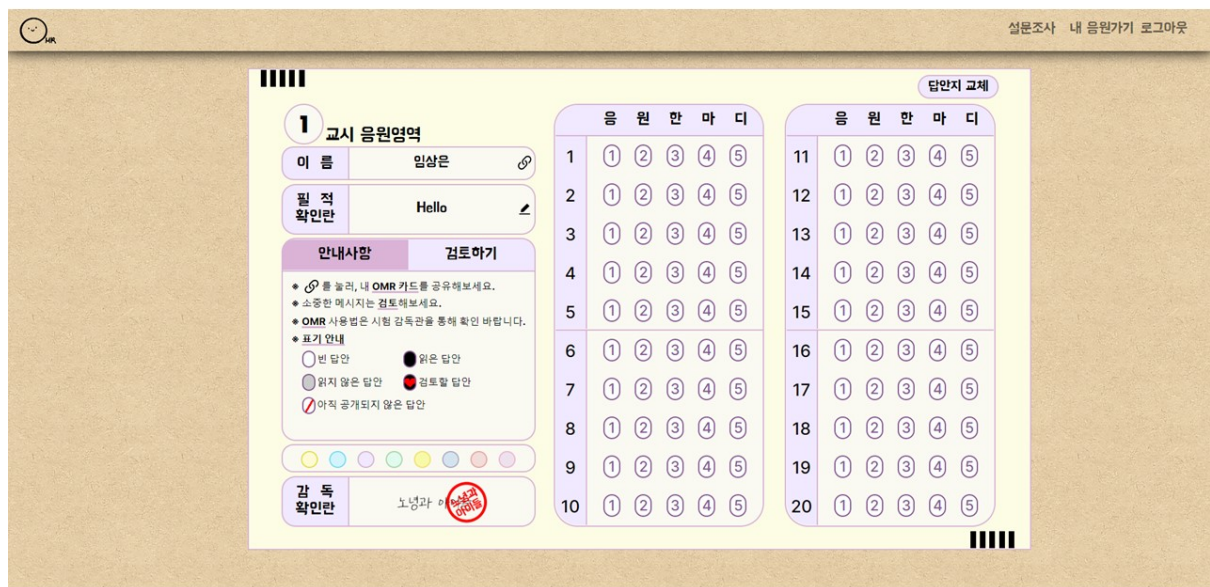 HR
설문조사 내 응원가기 로그아웃
답안지 교체
1 교시 응원영역
이 름 임상은
필 적 확인란 Hello
안내사항 검토하기
※ 를 눌러, 내 OMR 카드를 공유해보세요.
※ 소중한 메시지는 검토해보세요.
※ OMR 사용법은 시험 감독관을 통해 확인 바랍니다.
※ 표기 안내
빈 답안 읽은 답안
읽지 않은 답안 검토할 답안
아직 공개되지 않은 답안
감 독 확인란 노녕과
노녕과
아미들
응 원 한 마 디
1 1 2 3 4 5
2 1 2 3 4 5
3 1 2 3 4 5
4 1 2 3 4 5
5 1 2 3 4 5
6 1 2 3 4 5
7 1 2 3 4 5
8 1 2 3 4 5
9 1 2 3 4 5
10 1 2 3 4 5
응 원 한 마 디
11 1 2 3 4 5
12 1 2 3 4 5
13 1 2 3 4 5
14 1 2 3 4 5
15 1 2 3 4 5
16 1 2 3 4 5
17 1 2 3 4 5
18 1 2 3 4 5
19 1 2 3 4 5
20 1 2 3 4 5